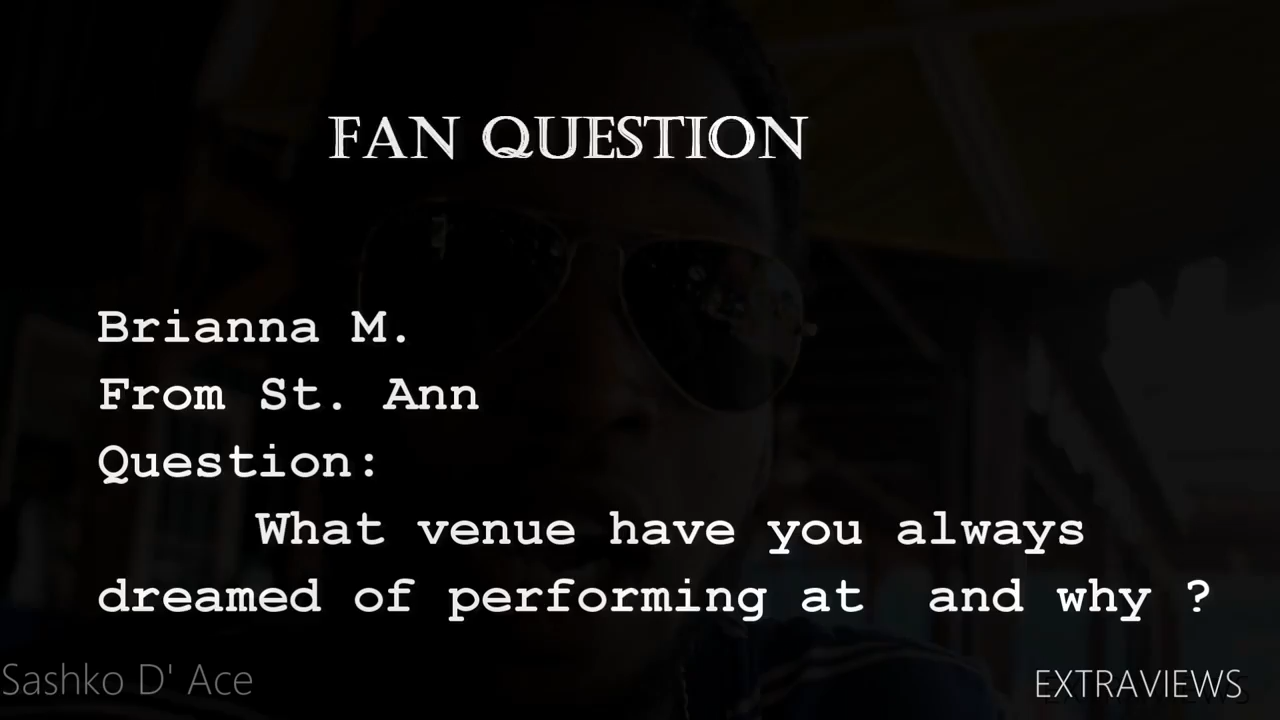 FAN QUESTION
Brianna M.
From St. Ann
Question:
What venue have you always
dreamed of performing at and why ?
Sashko D' Ace
EXTRAVIEWS